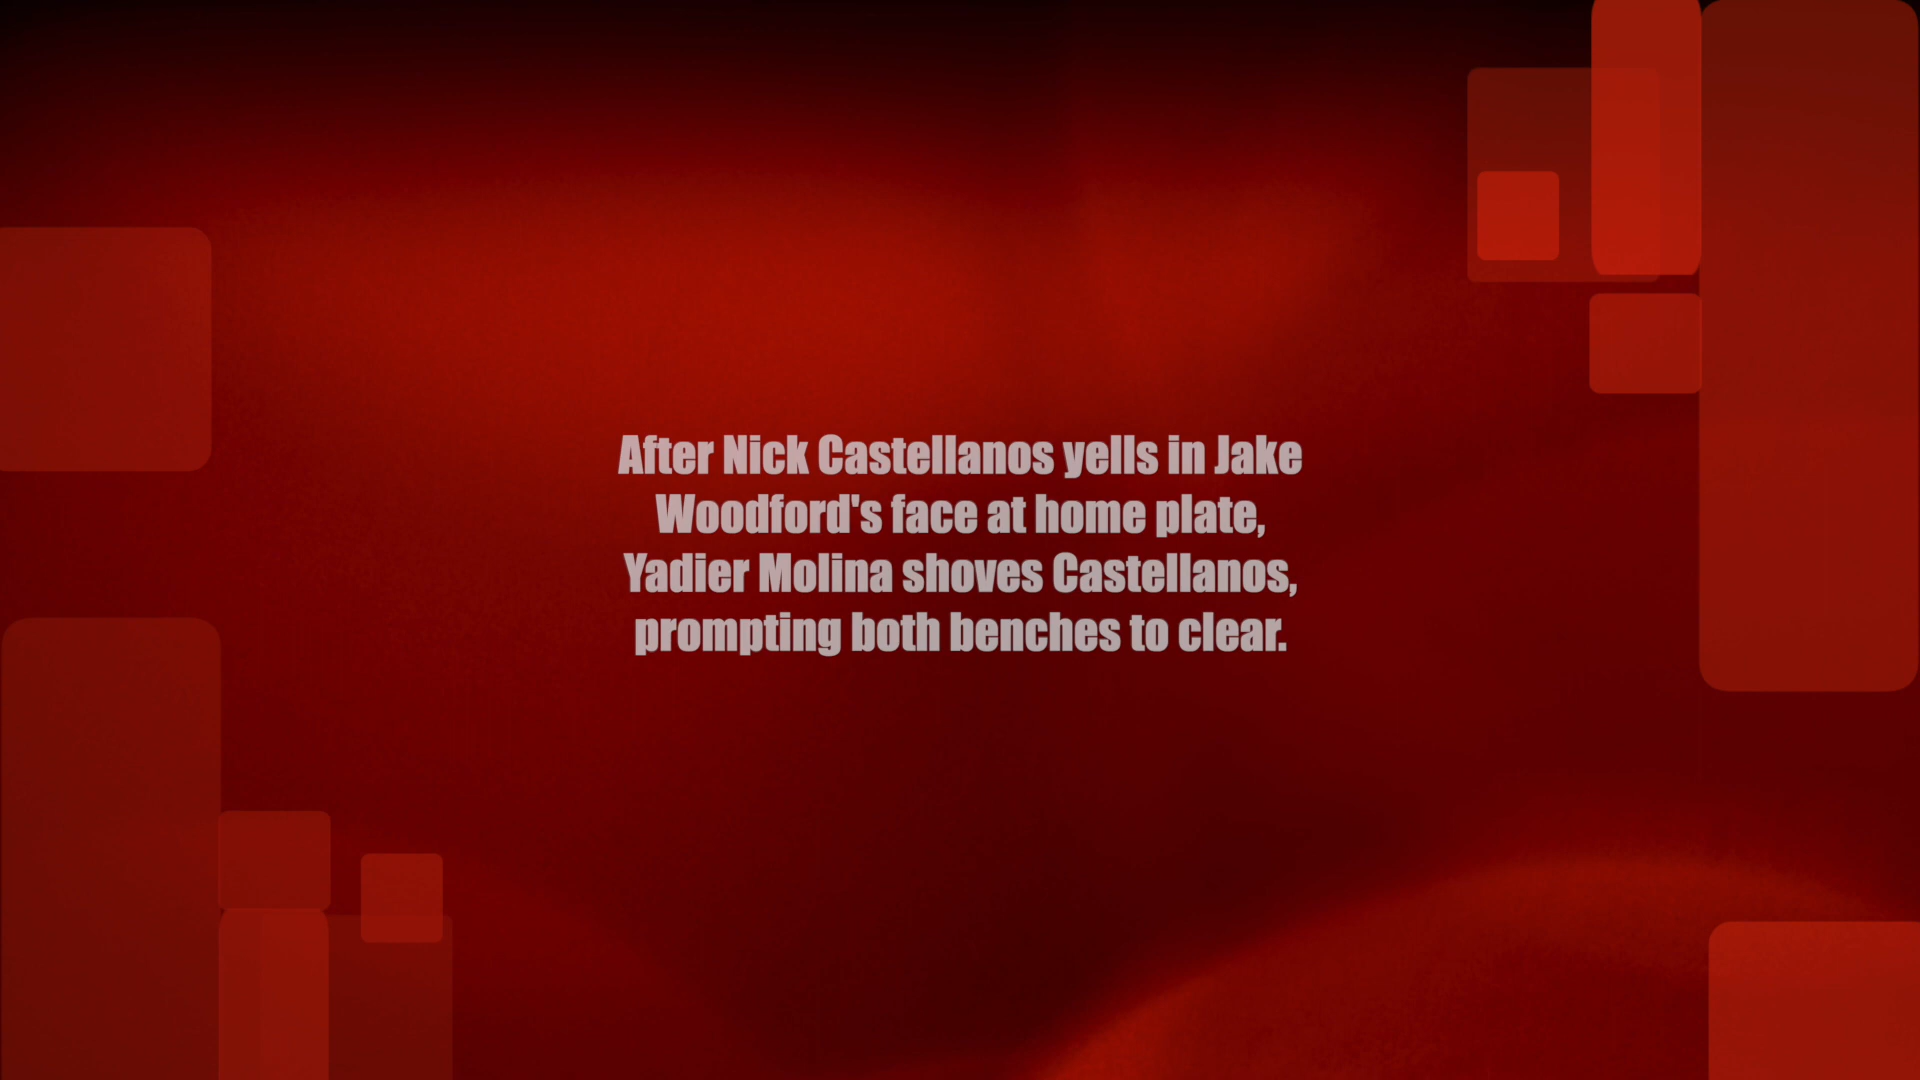 After Nick Castellanos yells in Jake
Woodford's face at home plate,
Yadier Molina shoves Castellanos,
prompting both benches to clear.